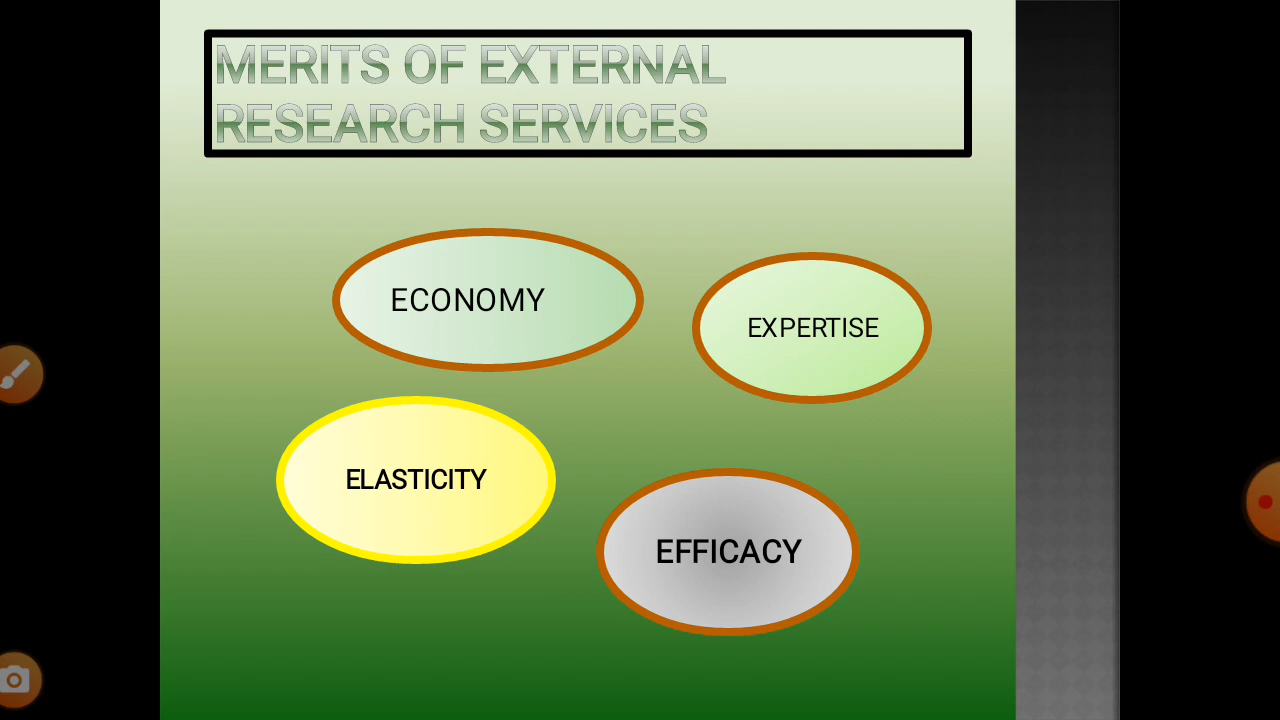 MERITS OF EXTERNAL
RESEARCH SERVICES
ECONOMY
EXPERTISE
ELASTICITY
EFFICACY